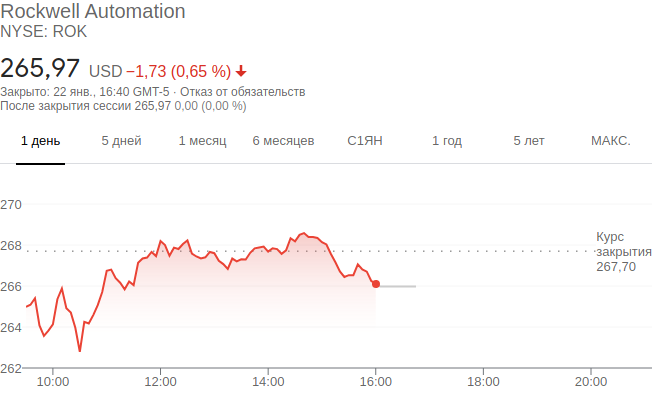 Rockwell Automation
NYSE: ROK
265,97 USD −1,73 (0,65 %)
Закрыто: 22 янв., 16:40 GMT-5 · Отказ от обязательств
После закрытия сессии 265,97 0,00 (0,00 %)
1 день 5 дней 1 месяц 6 месяцев С1ЯН 1 год 5 лет МАКС.
270
268
266
264
262
Курс
закрытия
267,70
10:00 12:00 14:00 16:00 18:00 20:00